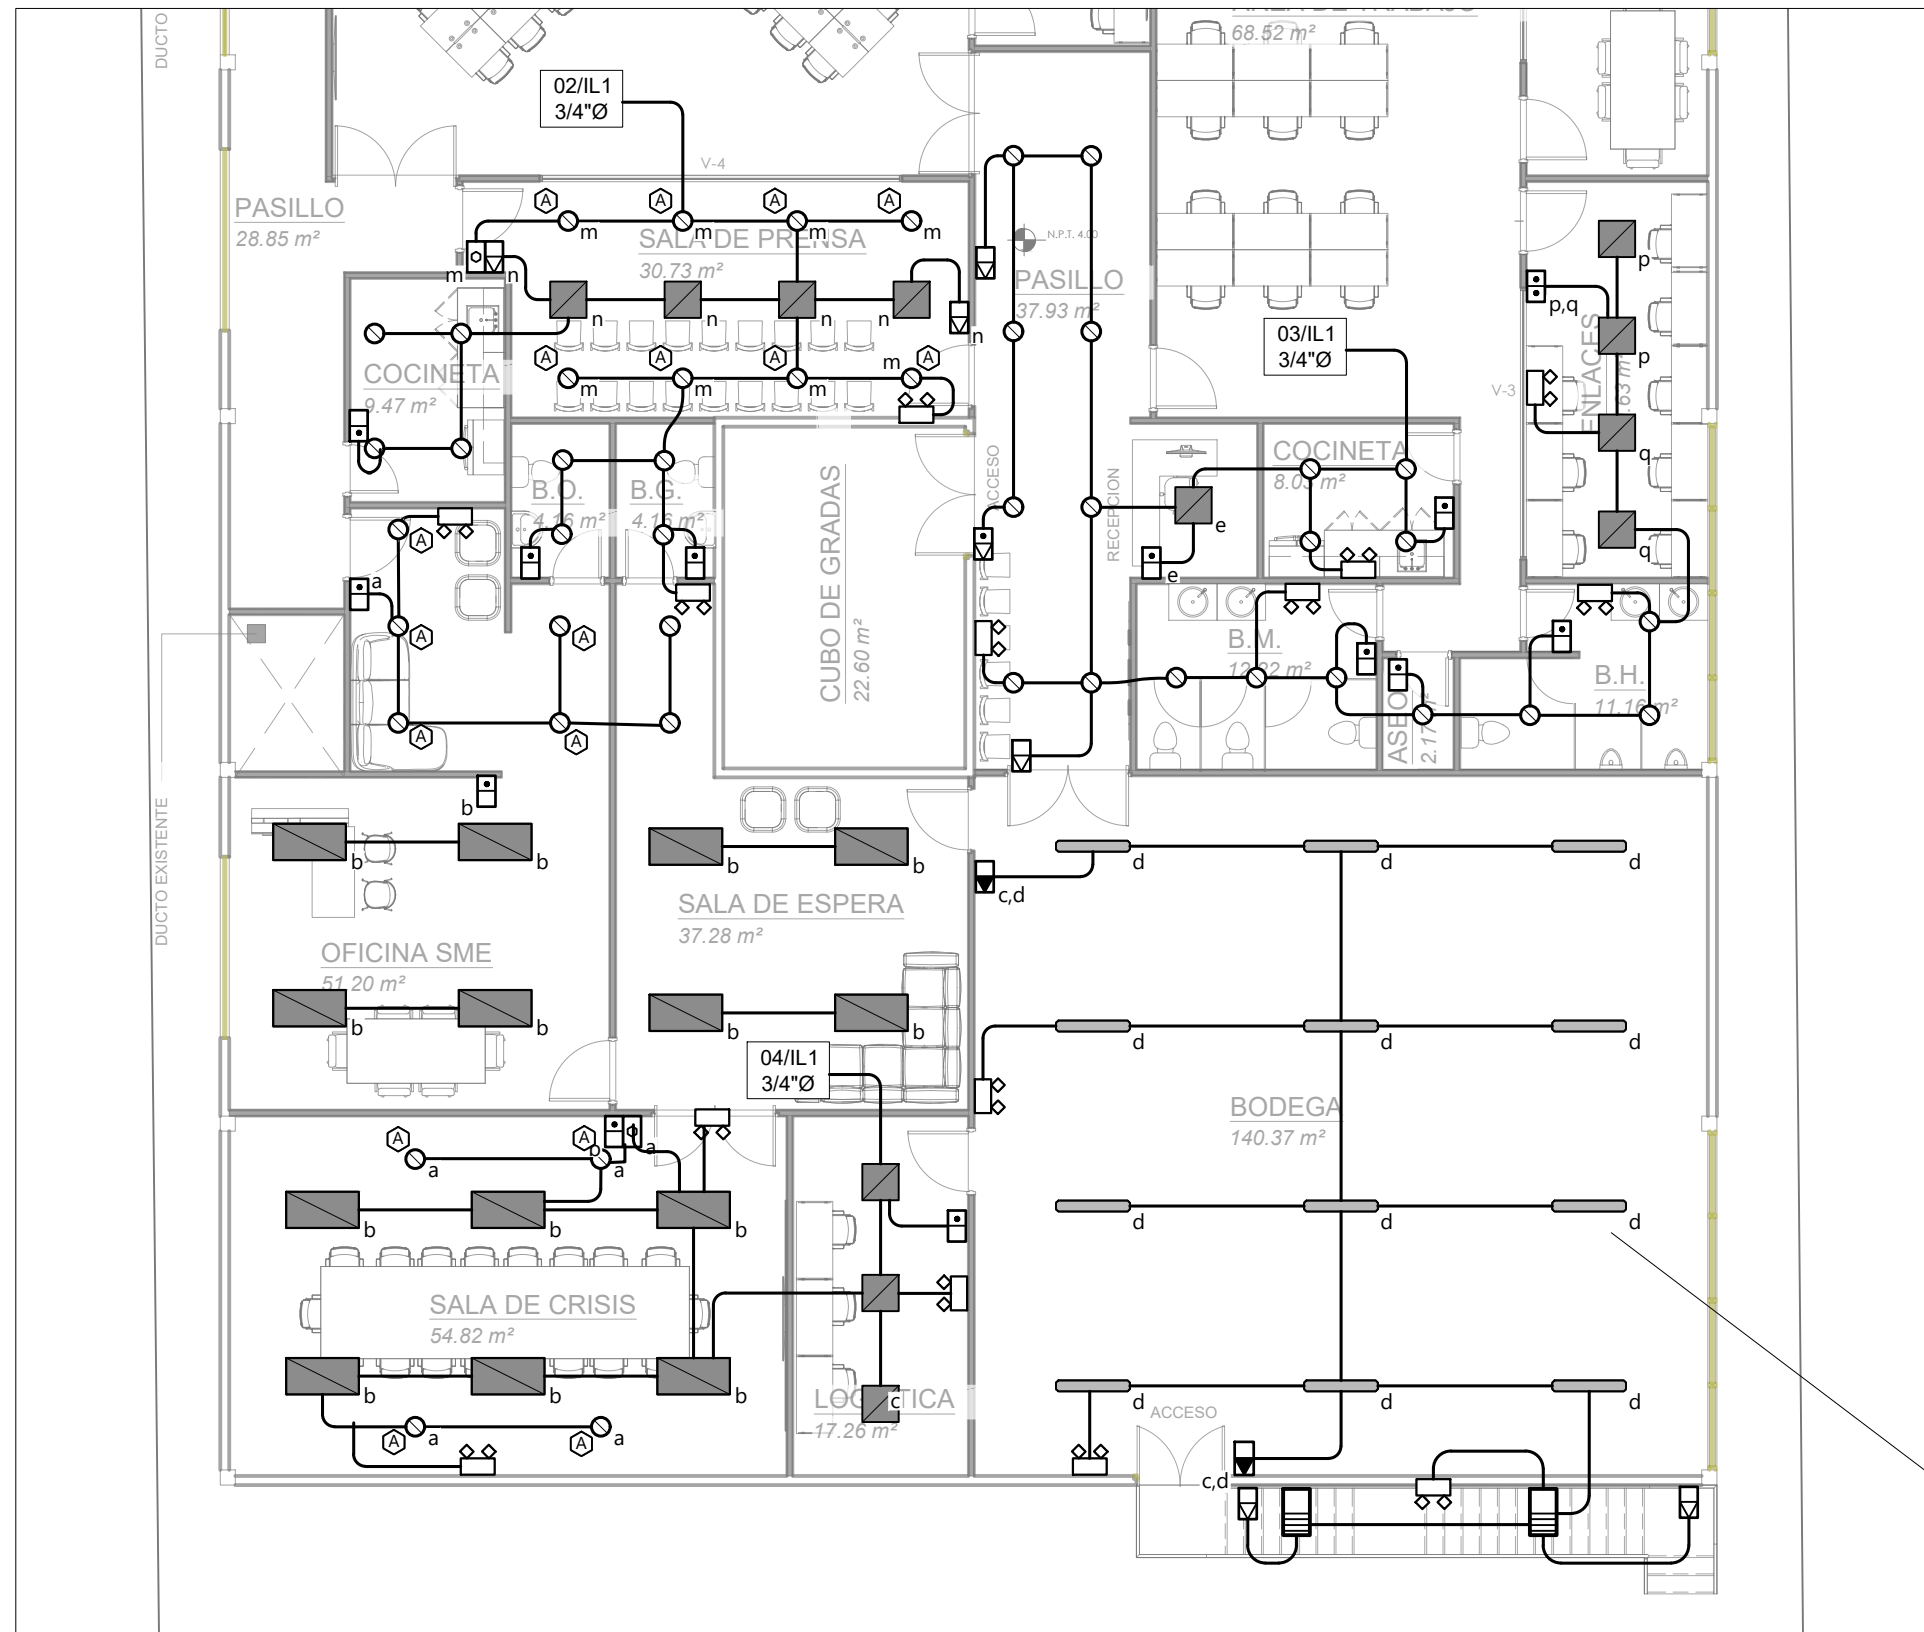 DUCTO
68.52 m²
02/IL1
3/4"Ø
V-4
PASILLO
28.85 m²
A
A
A
A
m
m
m
m
SALA DE PRENSA
30.73 m²
N.P.T. 4.00
PASILLO
37.93 m²
m
n
n
n
n
n
n
p
p,q
p
q
q
ENLACES
V-3
03/IL1
3/4"Ø
A
A
A
A
m
m
m
m
COCINETA
9.47 m²
ACCESO
RECEPCION
COCINETA
8.03 m²
e
e
B.O.
4.16 m²
B.G.
4.16 m²
CUBO DE GRADAS
22.60 m²
A
a
A
A
A
A
B.M.
12.22 m²
ASEO
2.17 m²
B.H.
11.16 m²
DUCTO EXISTENTE
b
b
b
b
b
OFICINA SME
51.20 m²
b
b
SALA DE ESPERA
37.28 m²
b
b
c,d
d
d
d
04/IL1
3/4"Ø
d
d
d
BODEGA
140.37 m²
A
a
A
b
a
a
b
b
b
d
d
d
SALA DE CRISIS
54.82 m²
b
b
b
A
a
A
a
c
17.26 m²
d
d
d
ACCESO
c,d